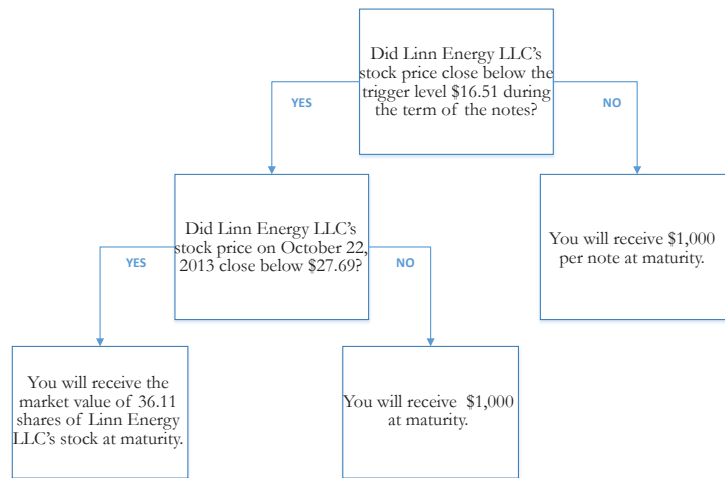 Did Linn Energy LLC's
stock price close below the
trigger level $16.51 during
the term of the notes?
YES
NO
Did Linn Energy LLC's
stock price on October 22,
2013 close below $27.69?
You will receive $1,000
per note at maturity.
YES
NO
You will receive the
market value of 36.11
shares of Linn Energy
LLC's stock at maturity.
You will receive $1,000
at maturity.